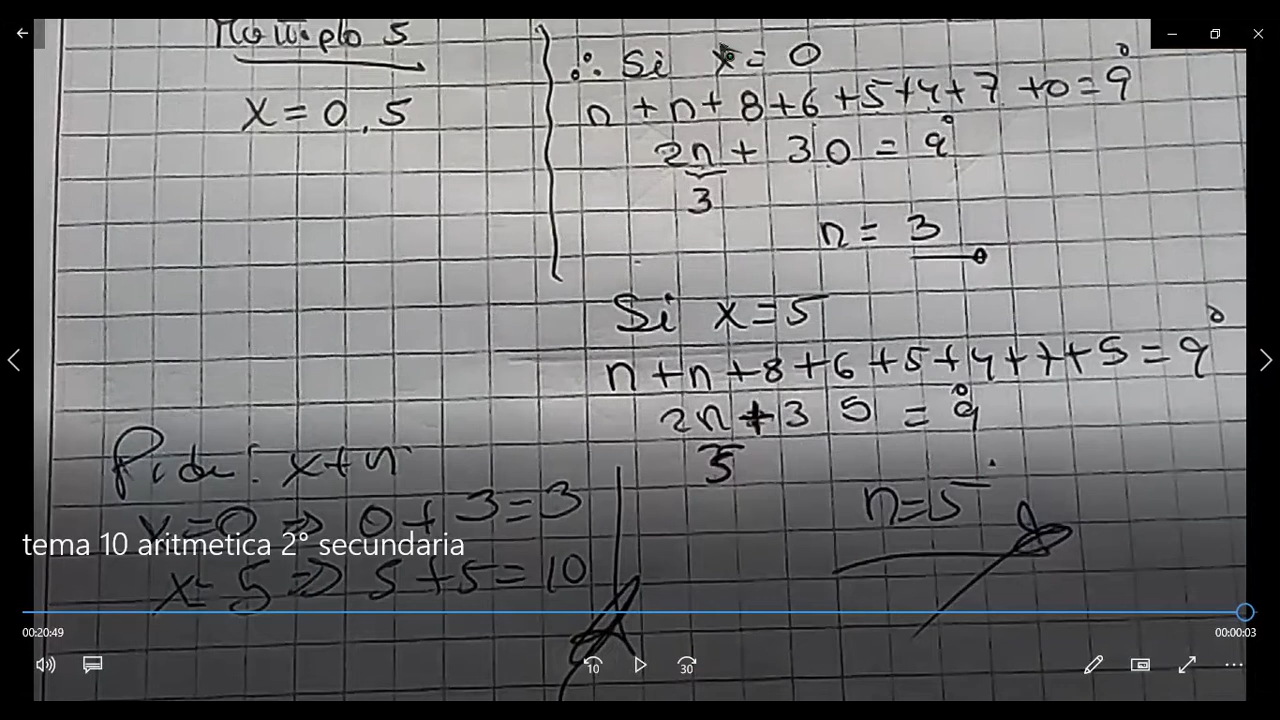 Multiplo 5
x = 0, 5
∴ Si x = 0
n + n + 8 + 6 + 5 + 4 + 7 + 0 = 9°
2n + 30 = 9°
3
n = 3
Si x = 5
n + n + 8 + 6 + 5 + 4 + 7 + 5 = 9°
2n + 35 = 9°
5
n = 5
Pide: x + n
x = 0 ⇒ 0 + 3 = 3
x = 5 ⇒ 5 + 5 = 10
tema 10 aritmetica 2° secundaria
00:20:49
00:00:03
10
30